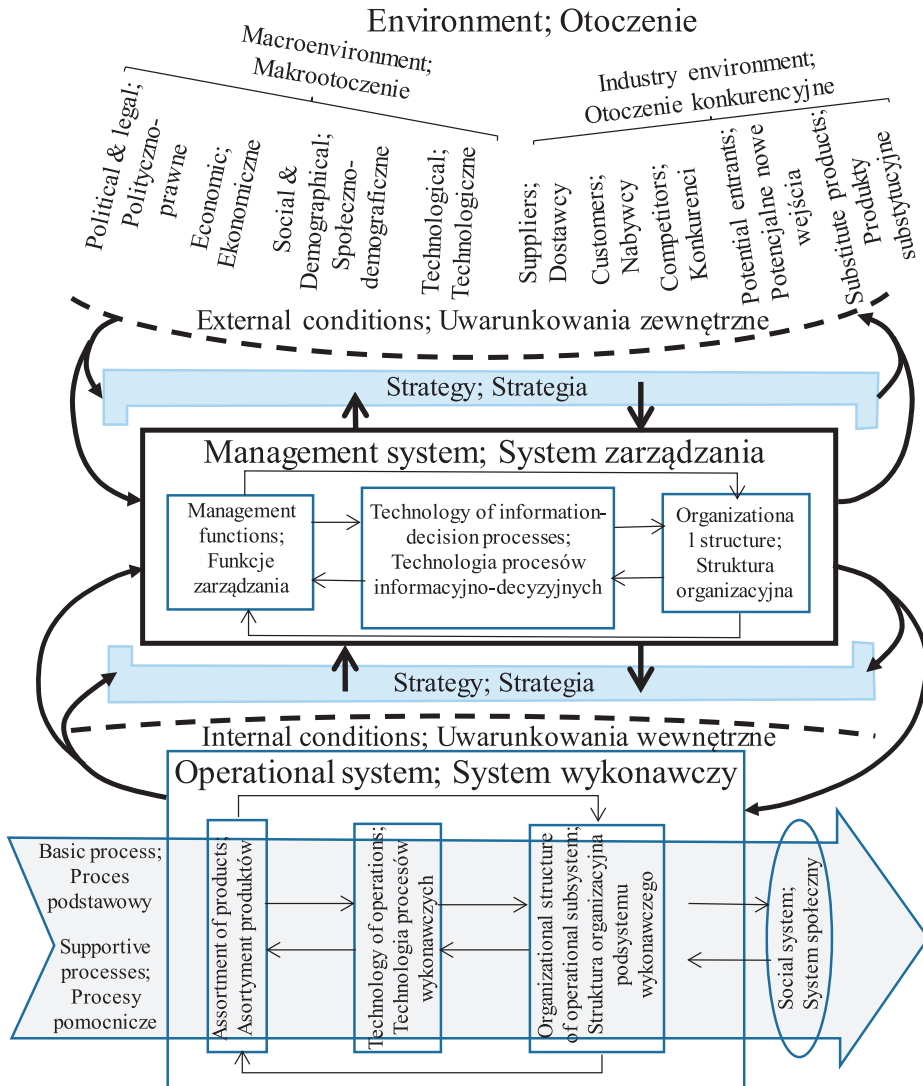 Environment; Otoczenie
Macroenvironment;
Makrootoczenie
Industry environment;
Otoczenie konkurencyjne
Political & legal;
Polityczno-
prawne
Economic;
Ekonomiczne
Social &
Demographical;
Społeczno-
demograficzne
Technological;
Technologiczne
Suppliers;
Dostawcy
Customers;
Nabywcy
Competitors;
Konkurenci
Potential entrants;
Potencjalne nowe
wejścia
Substitute products;
Produkty
substytucyjne
External conditions; Uwarunkowania zewnętrzne
Strategy; Strategia
Management system; System zarządzania
Management
functions;
Funkcje
zarządzania
Technology of information-
decision processes;
Technologia procesów
informacyjno-decyzyjnych
Organizationa
l structure;
Struktura
organizacyjna
Strategy; Strategia
Internal conditions; Uwarunkowania wewnętrzne
Operational system; System wykonawczy
Basic process;
Proces
podstawowy
Supportive
processes;
Procesy
pomocnicze
Assortment of products;
Asortyment produktów
Technology of operations;
Technologia procesów
wykonawczych
Organizational structure
of operational subsystem;
Struktura organizacyjna
podsystemu
wykonawczego
Social system;
System społeczny